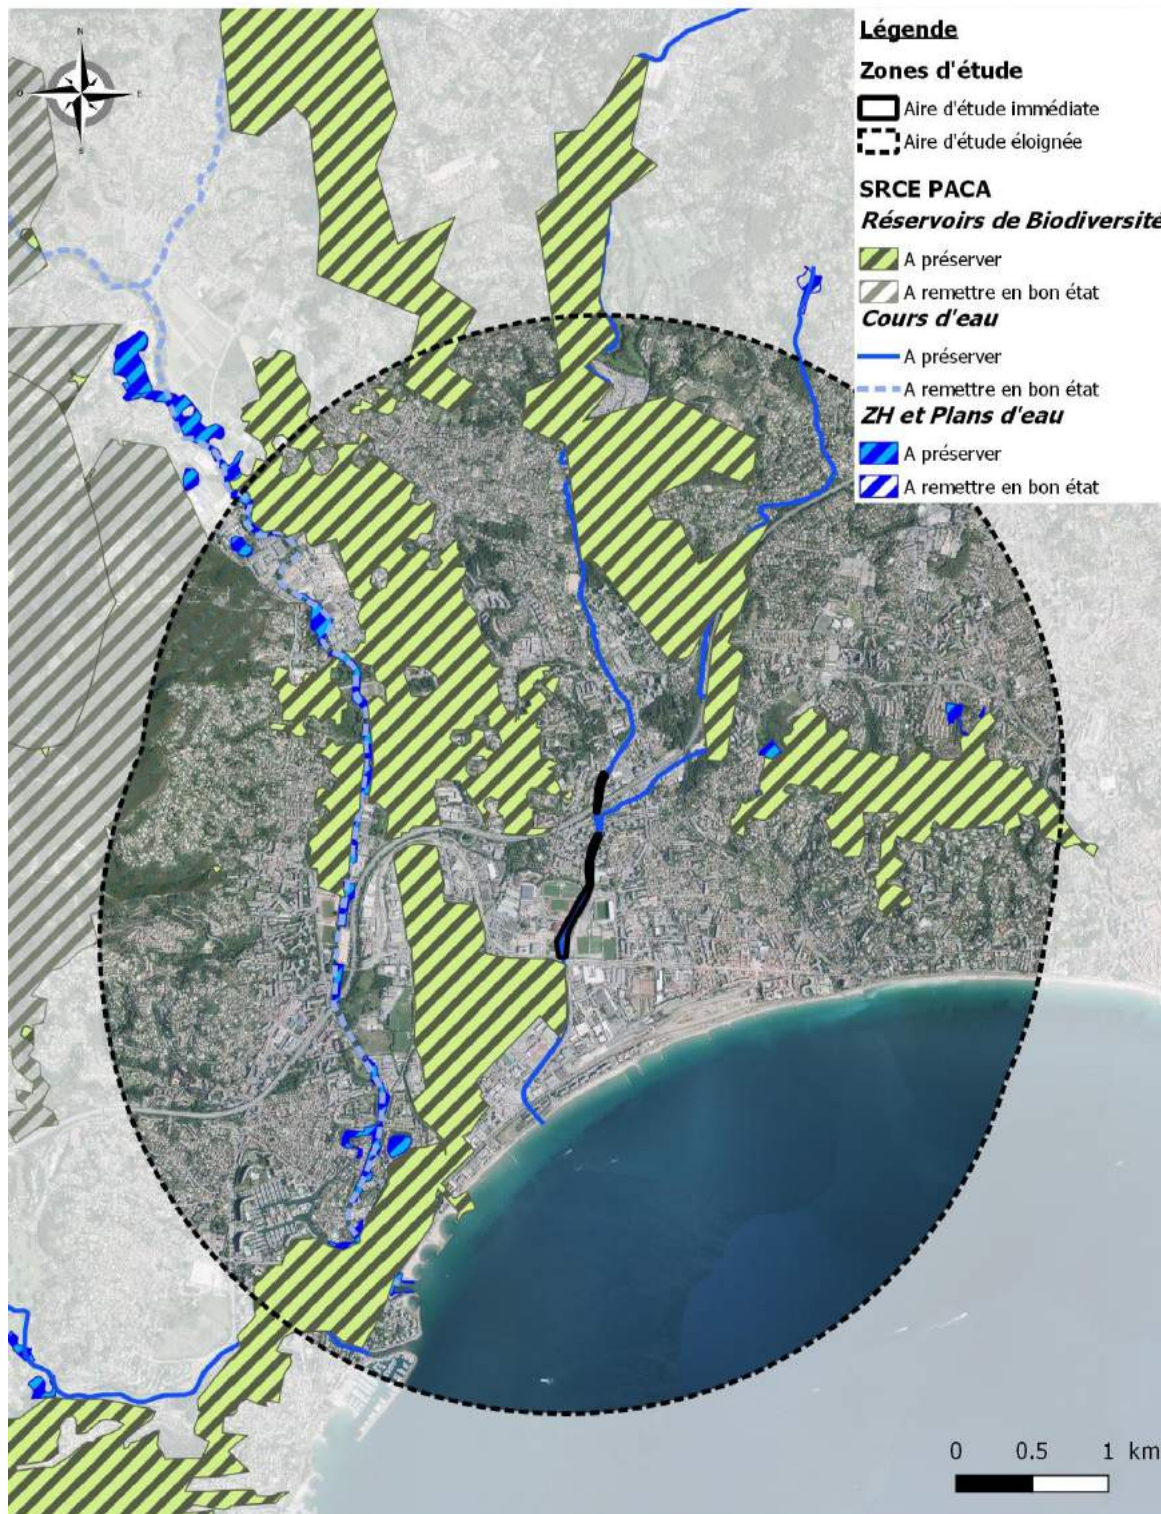 N
O
E
S
Légende
Zones d'étude
Aire d'étude immédiate
Aire d'étude éloignée
SRCE PACA
Réservoirs de Biodiversité
A préserver
A remettre en bon état
Cours d'eau
A préserver
A remettre en bon état
ZH et Plans d'eau
A préserver
A remettre en bon état
0 0.5 1 km